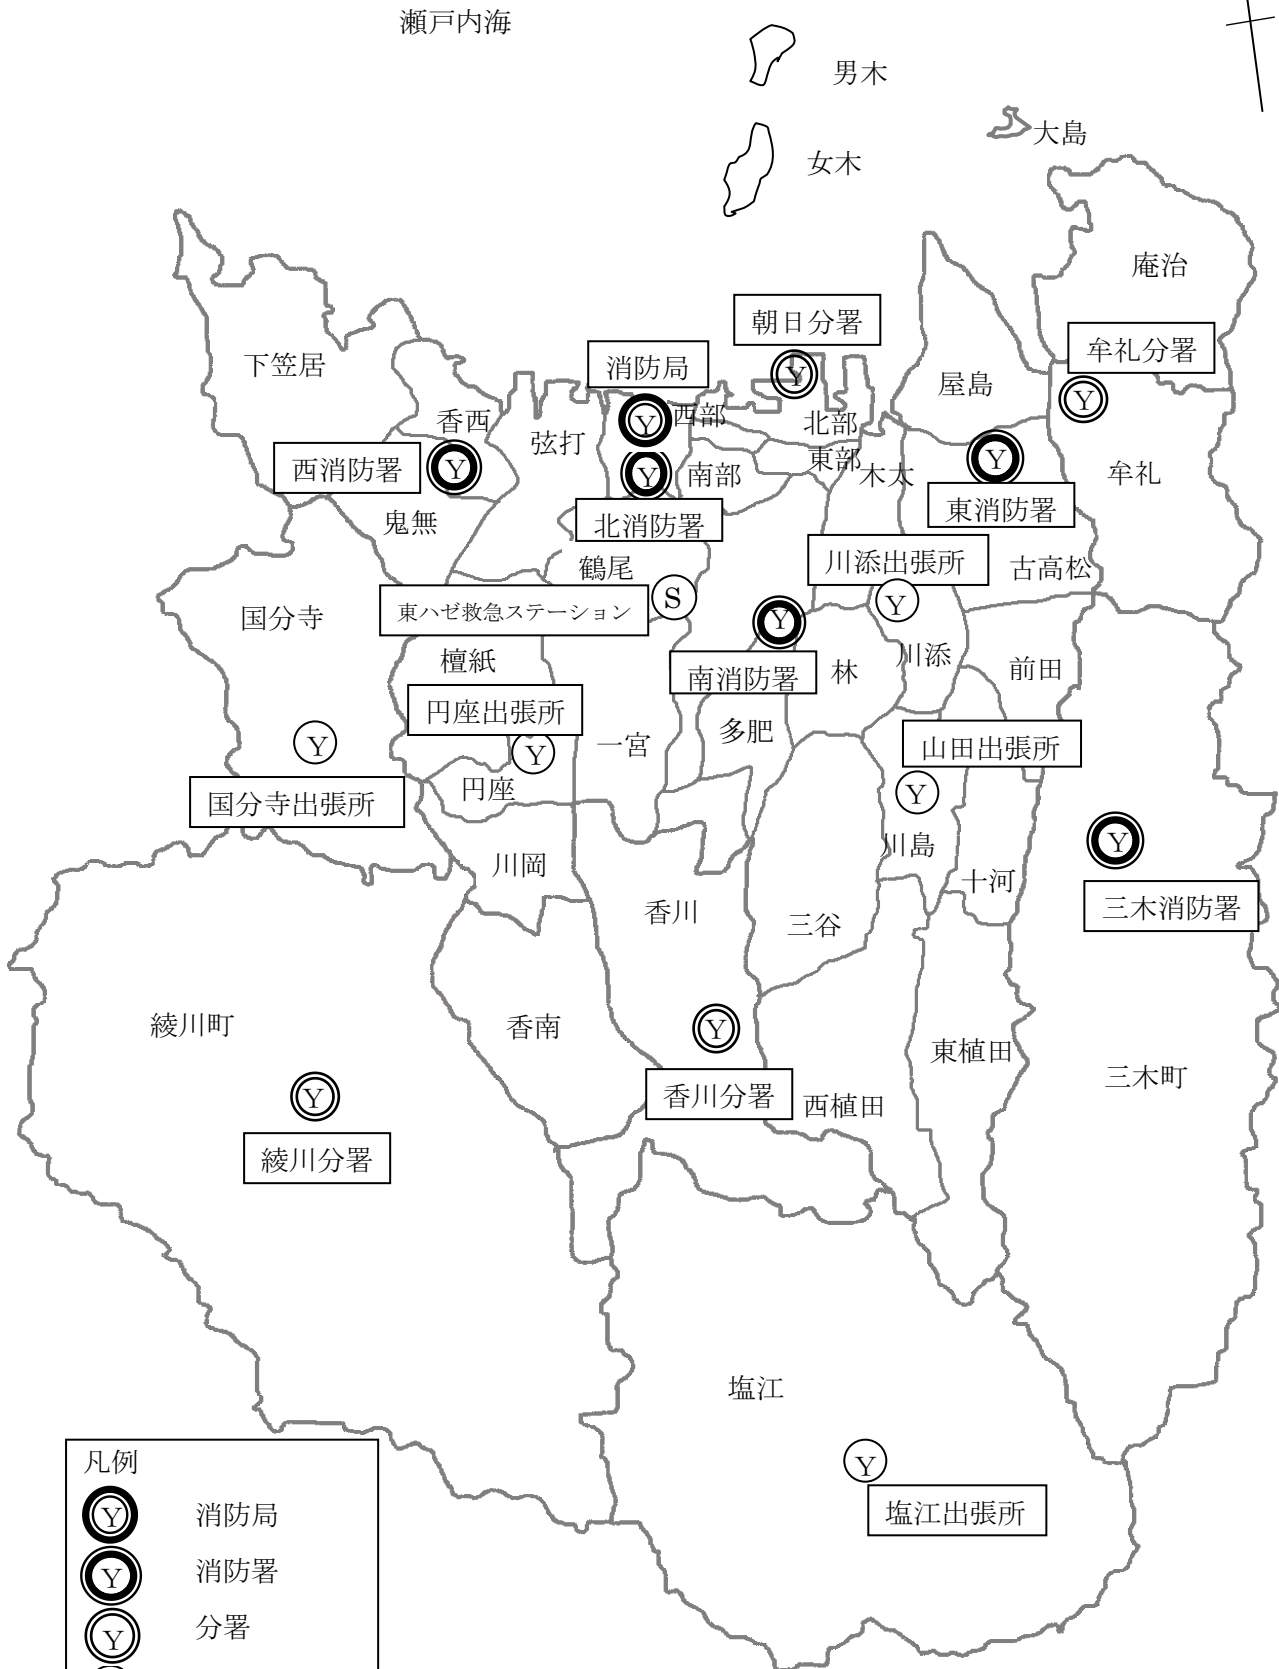 瀬戸内海
男木
大島
女木
庵治
朝日分署
牟礼分署
消防局
下笠居
屋島
Y
Y
香西
Y
西部
北部
弦打
東部
西消防署
Y
Y
南部
木太
Y
牟礼
鬼無
北消防署
東消防署
川添出張所
古高松
鶴尾
東ハゼ救急ステーション
S
Y
Y
国分寺
檀紙
南消防署
林
川添
前田
円座出張所
Y
Y
一宮
多肥
山田出張所
国分寺出張所
円座
Y
川島
Y
川岡
十河
香川
三谷
三木消防署
綾川町
香南
Y
東植田
三木町
Y
香川分署
西植田
綾川分署
塩江
Y
塩江出張所
凡例
Y 消防局
Y 消防署
Y 分署